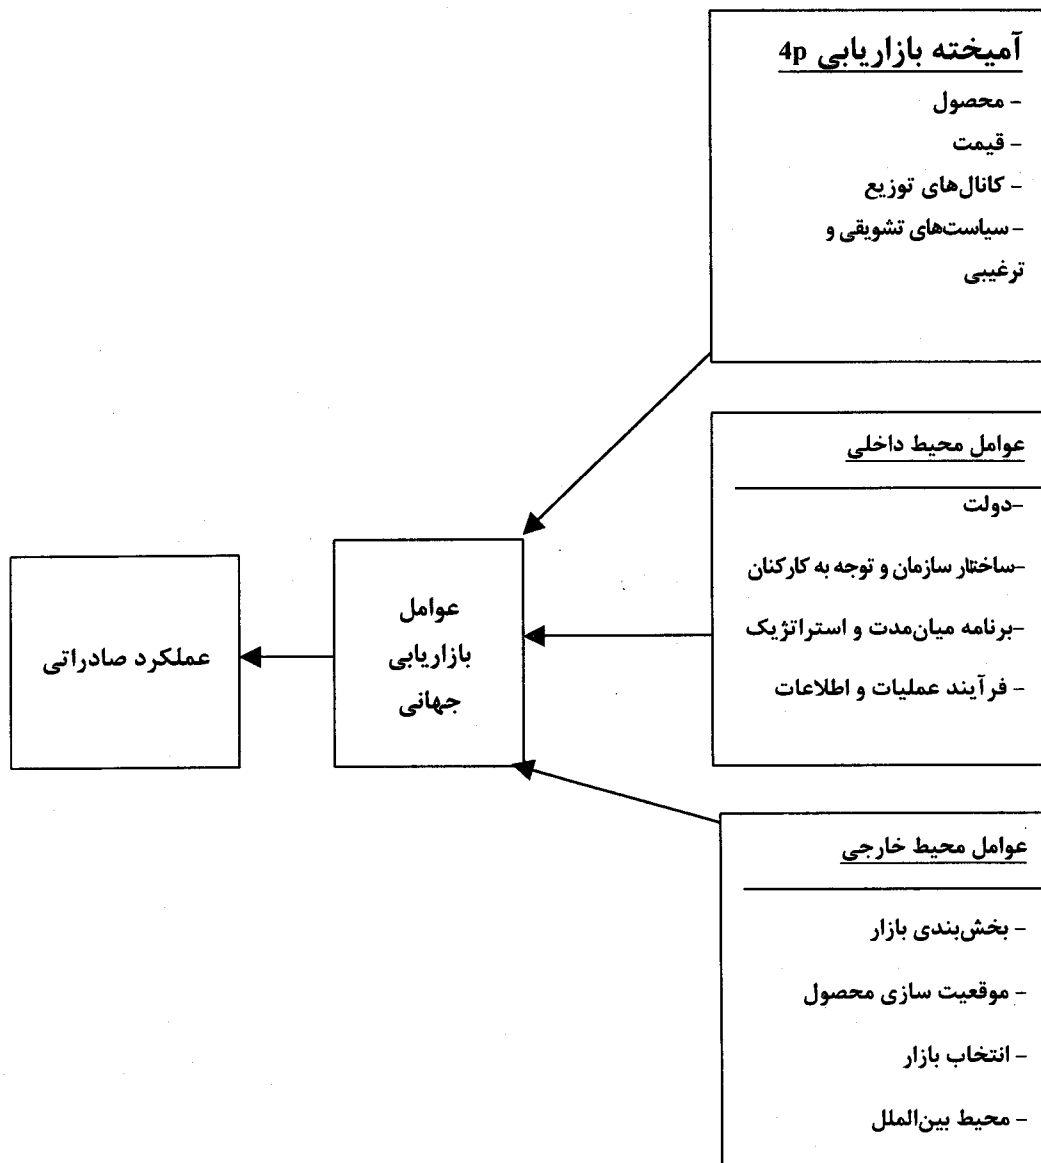 آمیخته بازاریابی 4p
- محصول
- قیمت
- کانال‌های توزیع
- سیاست‌های تشویقی و
ترغیبی
عوامل محیط داخلی
-دولت
-ساختار سازمان و توجه به کارکنان
-برنامه میان‌مدت و استراتژیک
- فرآیند عملیات و اطلاعات
عوامل محیط خارجی
- بخش‌بندی بازار
- موقعیت سازی محصول
- انتخاب بازار
- محیط بین‌الملل
عوامل
بازاریابی
جهانی
عملکرد صادراتی